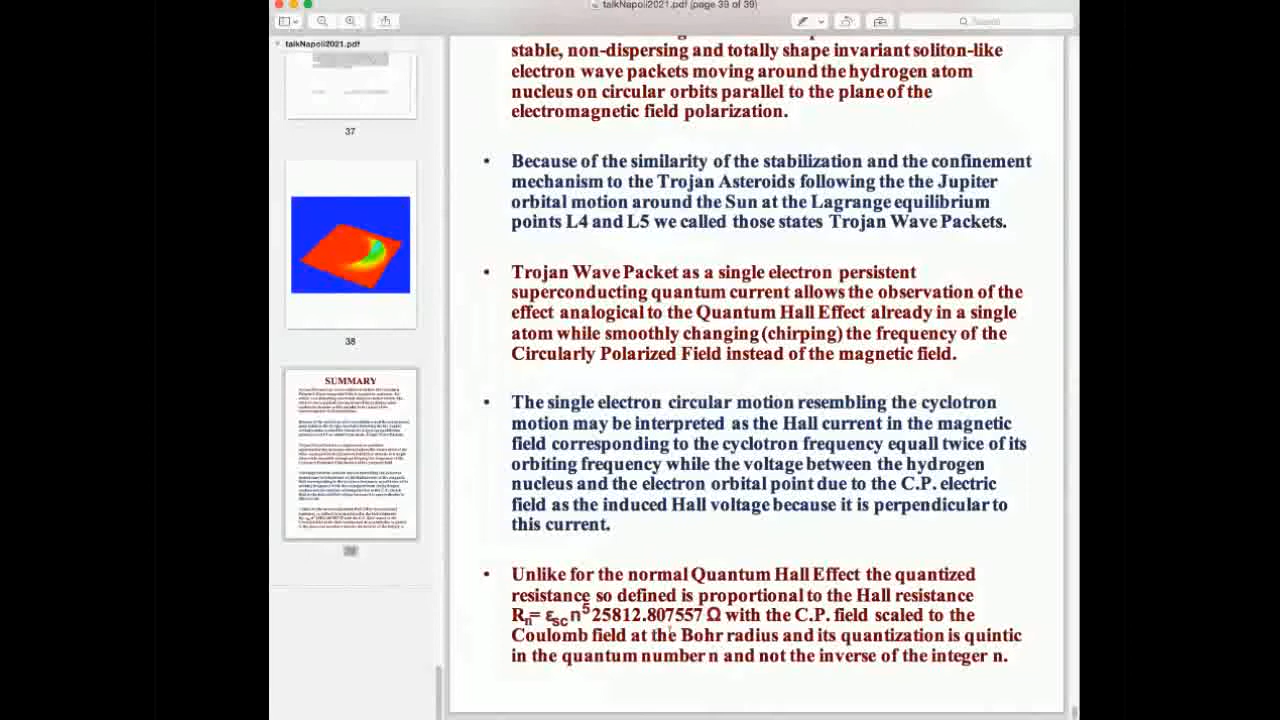 talkNapoli2021.pdf (page 39 of 39)
Search
talkNapoli2021.pdf
37
38
SUMMARY
stable, non-dispersing and totally shape invariant soliton-like
electron wave packets moving around the hydrogen atom
nucleus on circular orbits parallel to the plane of the
electromagnetic field polarization.
• Because of the similarity of the stabilization and the confinement
mechanism to the Trojan Asteroids following the the Jupiter
orbital motion around the Sun at the Lagrange equilibrium
points L4 and L5 we called those states Trojan Wave Packets.
• Trojan Wave Packet as a single electron persistent
superconducting quantum current allows the observation of the
effect analogical to the Quantum Hall Effect already in a single
atom while smoothly changing (chirping) the frequency of the
Circularly Polarized Field instead of the magnetic field.
• The single electron circular motion resembling the cyclotron
motion may be interpreted as the Hall current in the magnetic
field corresponding to the cyclotron frequency equall twice of its
orbiting frequency while the voltage between the hydrogen
nucleus and the electron orbital point due to the C.P. electric
field as the induced Hall voltage because it is perpendicular to
this current.
• Unlike for the normal Quantum Hall Effect the quantized
resistance so defined is proportional to the Hall resistance
Rn= εsc n⁵ 25812.807557 Ω with the C.P. field scaled to the
Coulomb field at the Bohr radius and its quantization is quintic
in the quantum number n and not the inverse of the integer n.